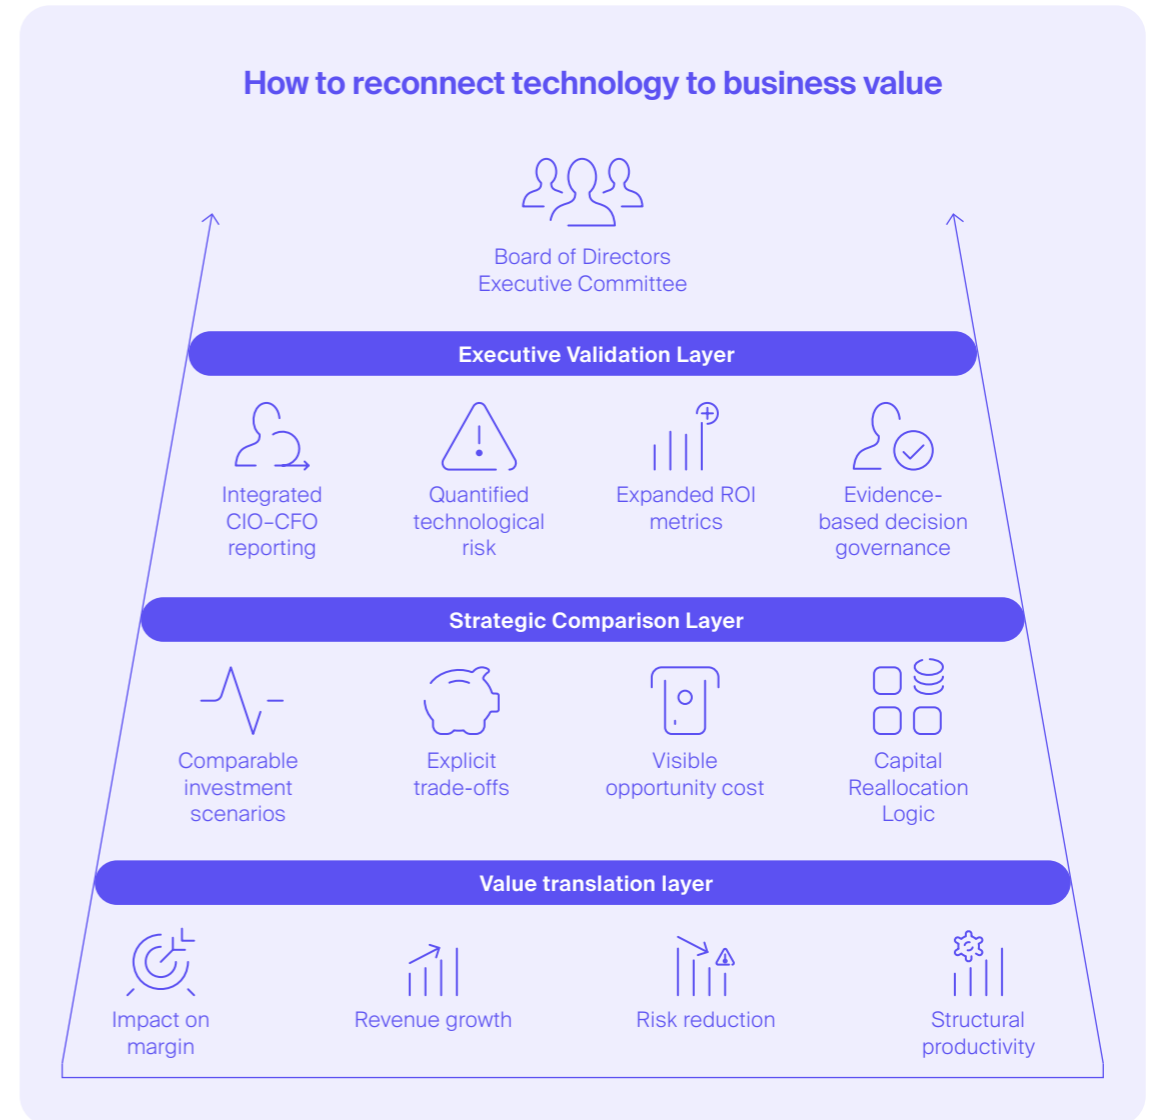 How to reconnect technology to business value
Board of Directors
Executive Committee
Executive Validation Layer
Integrated
CIO–CFO
reporting
Quantified
technological
risk
Expanded ROI
metrics
Evidence-
based decision
governance
Strategic Comparison Layer
Comparable
investment
scenarios
Explicit
trade-offs
Visible
opportunity cost
Capital
Reallocation
Logic
Value translation layer
Impact on
margin
Revenue growth
Risk reduction
Structural
productivity